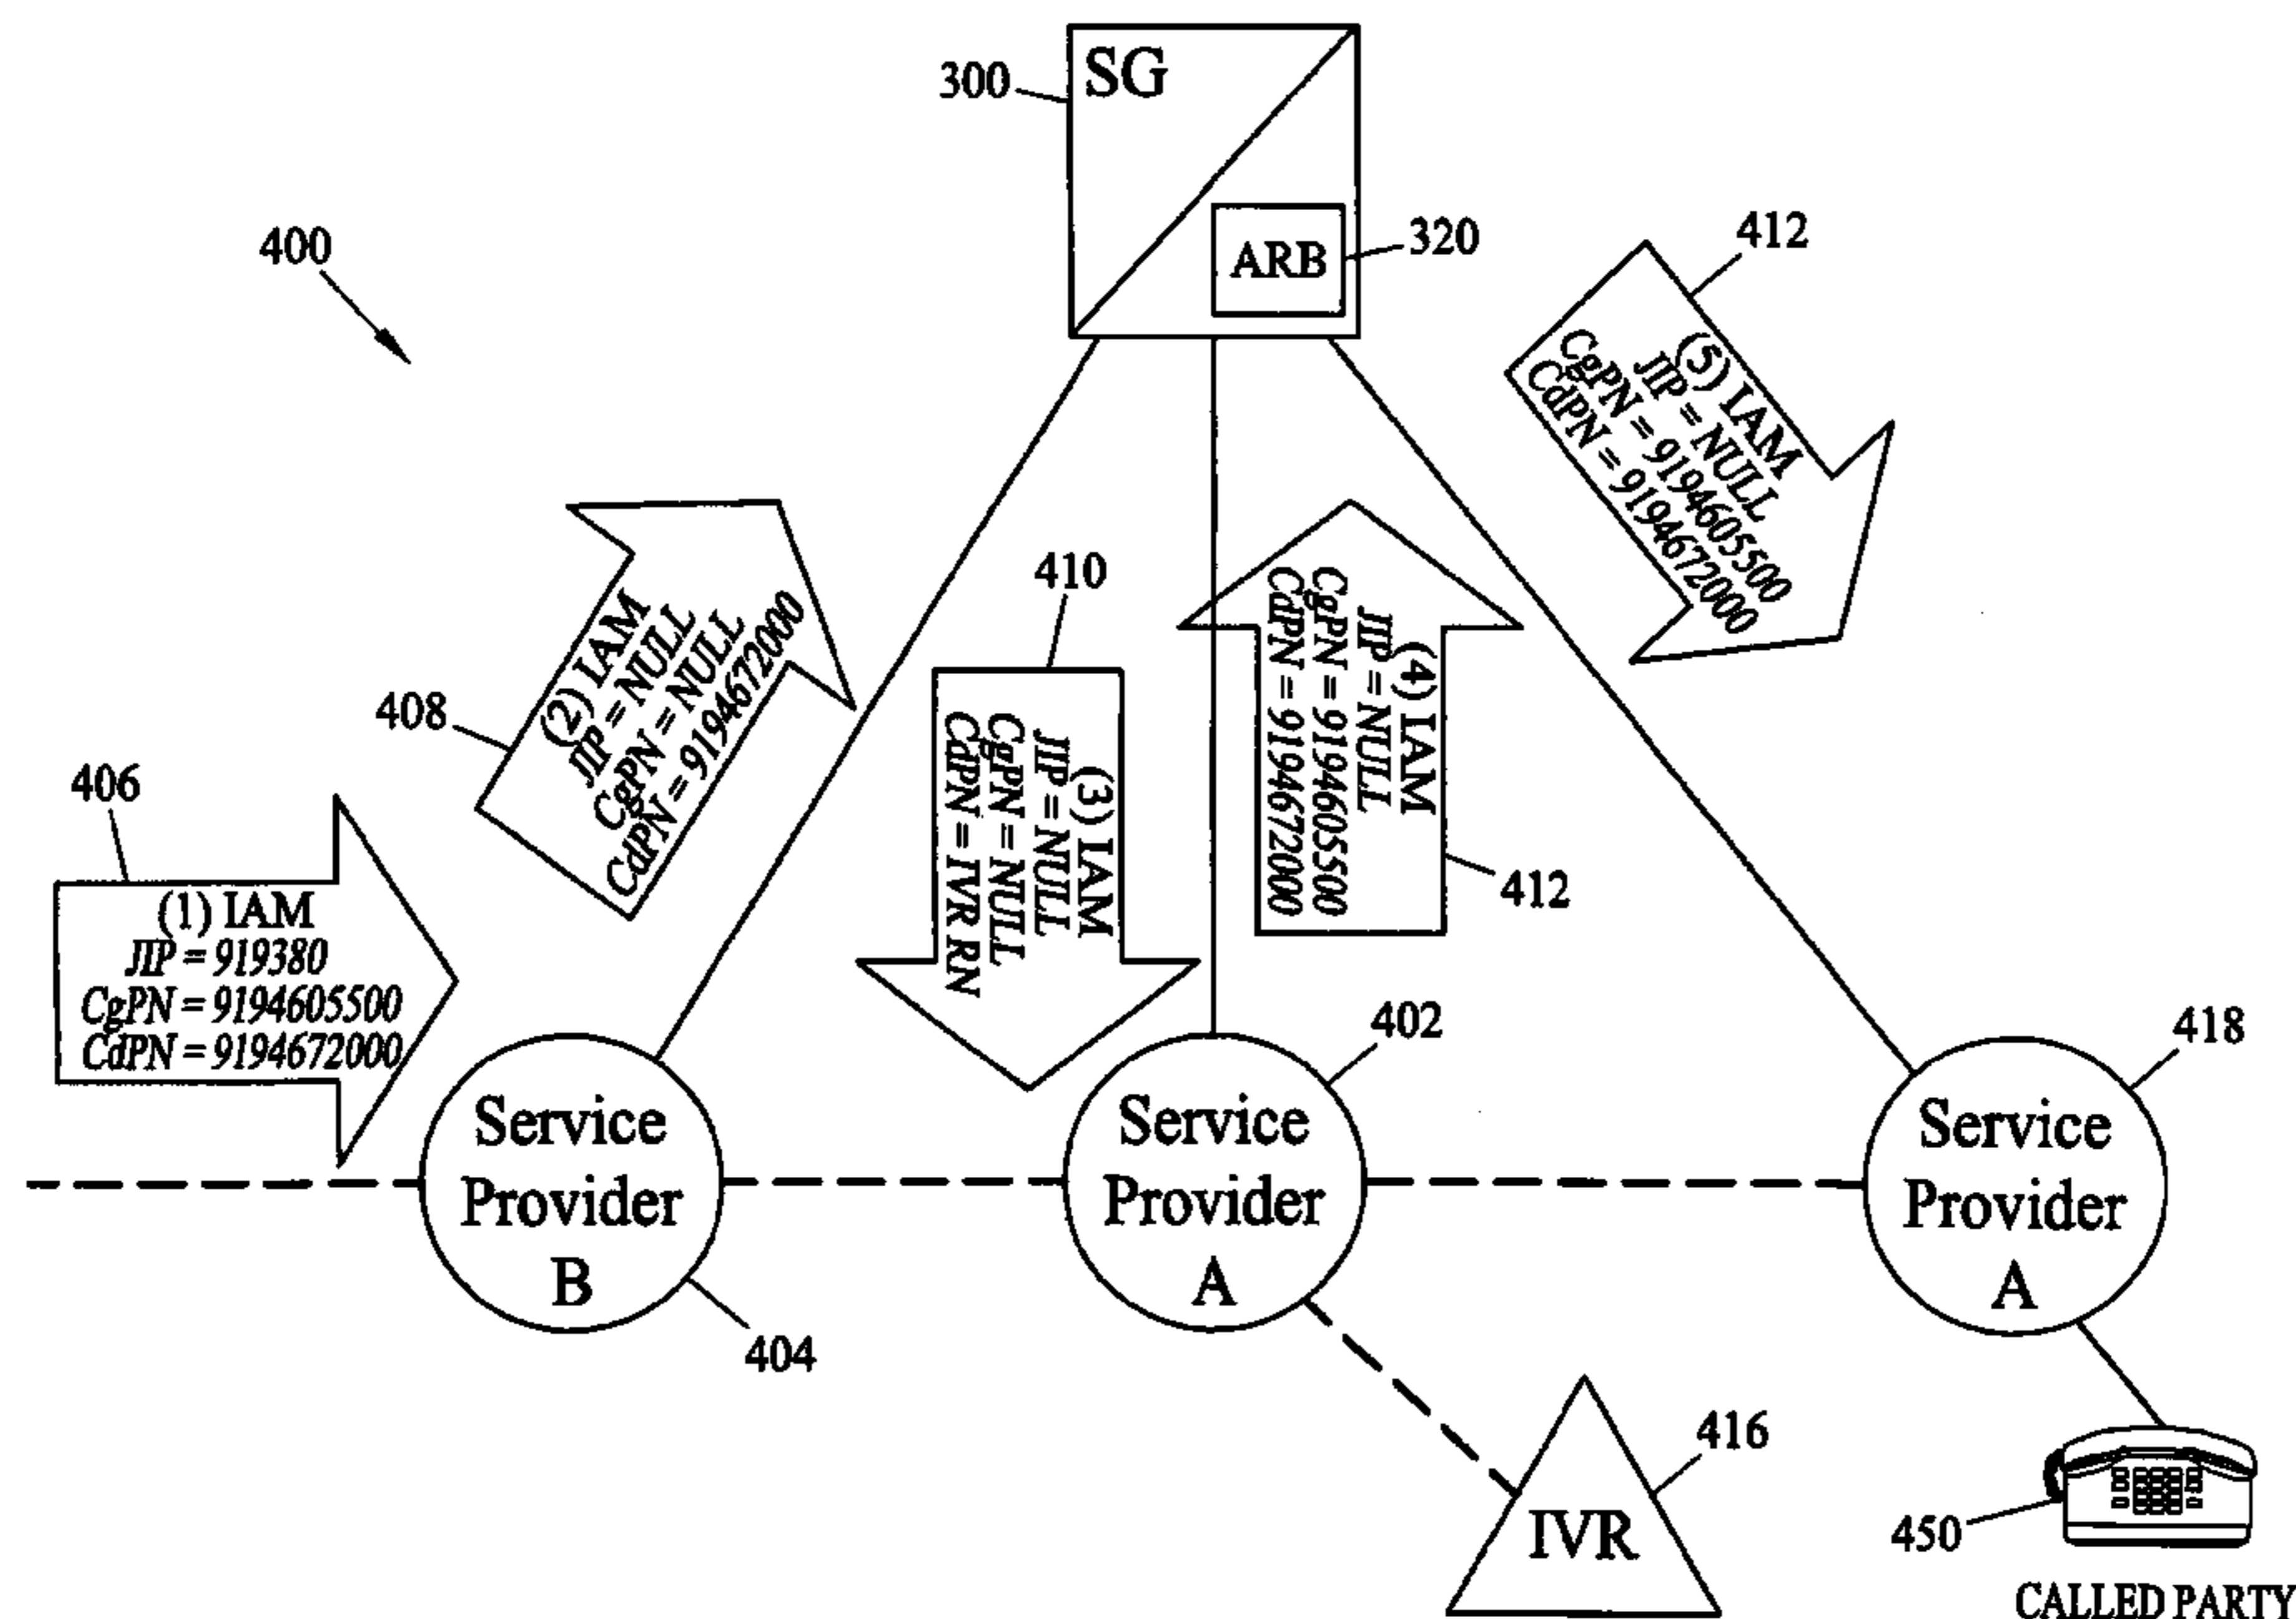 300
SG
ARB
320
400
412
(5) IAM
JIP = NULL
CgPN = 9194605500
CdPN = 9194672000
408
(2) IAM
JIP = NULL
CgPN = NULL
CdPN = 9194672000
410
(3) IAM
JIP = NULL
CgPN = NULL
CdPN = IVR RN
(4) IAM
JIP = NULL
CgPN = 9194605500
CdPN = 9194672000
412
406
(1) IAM
JIP = 919380
CgPN = 9194605500
CdPN = 9194672000
Service
Provider
B
404
402
Service
Provider
A
418
Service
Provider
A
416
IVR
450
CALLED PARTY